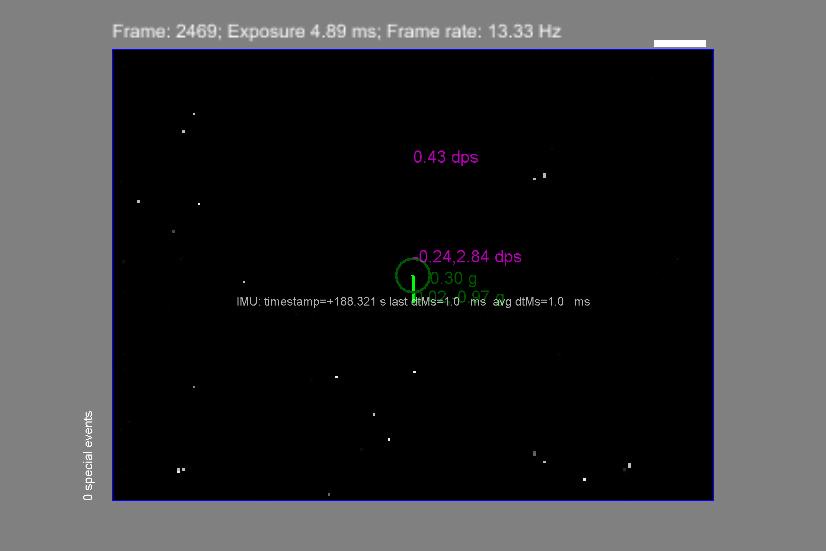 Frame: 2469; Exposure 4.89 ms; Frame rate: 13.33 Hz
0.43 dps
-0.24,2.84 dps
0.30 g
0.97 g
IMU: timestamp=+188.321 s last dtMs=1.0 ms avg dtMs=1.0 ms
0 special events